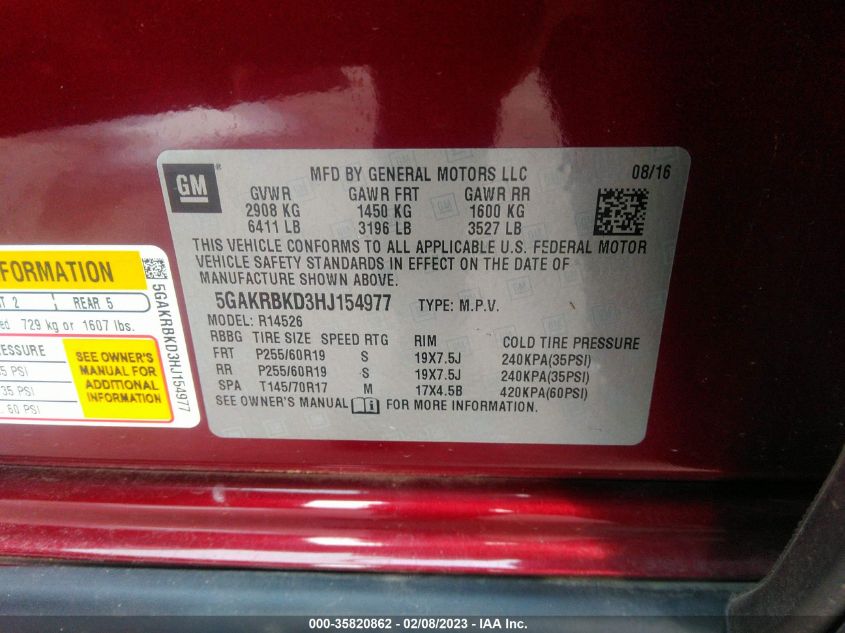 GM ®
MFD BY GENERAL MOTORS LLC 08/16
GVWR GAWR FRT GAWR RR
2908 KG 1450 KG 1600 KG
6411 LB 3196 LB 3527 LB
THIS VEHICLE CONFORMS TO ALL APPLICABLE U.S. FEDERAL MOTOR
VEHICLE SAFETY STANDARDS IN EFFECT ON THE DATE OF
MANUFACTURE SHOWN ABOVE.
5GAKRBKD3HJ154977 TYPE: M.P.V.
MODEL: R14526
RBBG TIRE SIZE SPEED RTG RIM COLD TIRE PRESSURE
FRT P255/60R19 S 19X7.5J 240KPA(35PSI)
RR P255/60R19 S 19X7.5J 240KPA(35PSI)
SPA T145/70R17 M 17X4.5B 420KPA(60PSI)
SEE OWNER'S MANUAL FOR MORE INFORMATION.
FORMATION
2 REAR 5
729 kg or 1607 lbs.
RESSURE
5 PSI
35 PSI
60 PSI
SEE OWNER'S
MANUAL FOR
ADDITIONAL
INFORMATION
5GAKRBKD3HJ154977
000-35820862 - 02/08/2023 - IAA Inc.